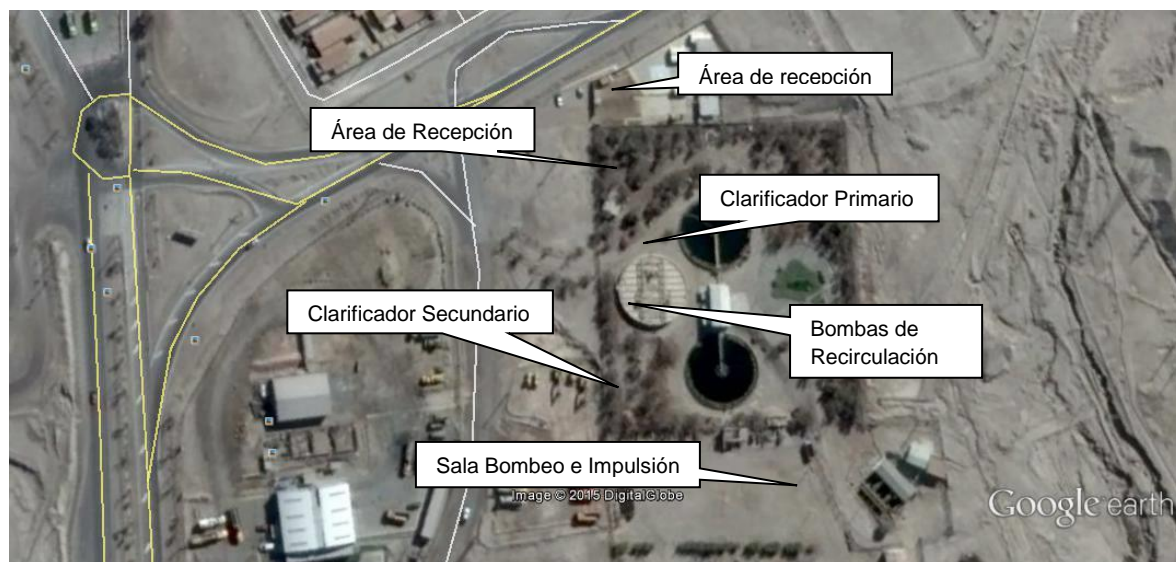 Área de recepción
Área de Recepción
Clarificador Primario
Clarificador Secundario
Bombas de
Recirculación
Sala Bombeo e Impulsión
Image © 2015 DigitalGlobe
Google earth